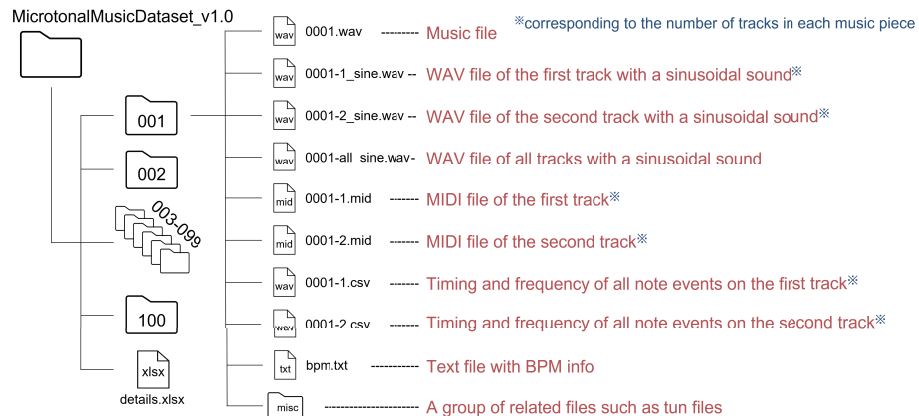 MicrotonalMusicDataset_v1.0
※corresponding to the number of tracks in each music piece
wav 0001.wav Music file
wav 0001-1_sine.wav WAV file of the first track with a sinusoidal sound※
001
wav 0001-2_sine.wav WAV file of the second track with a sinusoidal sound※
002
wav 0001-all_sine.wav WAV file of all tracks with a sinusoidal sound
003-099
mid 0001-1.mid MIDI file of the first track※
mid 0001-2.mid MIDI file of the second track※
wav 0001-1.csv Timing and frequency of all note events on the first track※
100
wav 0001-2.csv Timing and frequency of all note events on the second track※
xlsx
details.xlsx
txt bpm.txt Text file with BPM info
misc A group of related files such as tun files